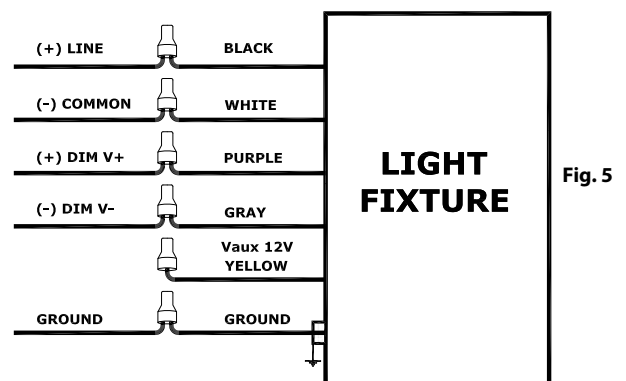 (+) LINE BLACK
(–) COMMON WHITE
(+) DIM V+ PURPLE
(–) DIM V– GRAY
Vaux 12V
YELLOW
GROUND GROUND
LIGHT
FIXTURE
Fig. 5